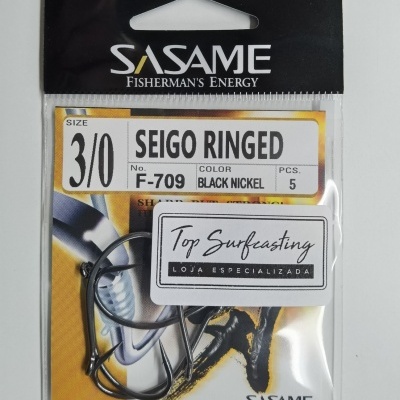 SASAME
FISHERMAN'S ENERGY
SIZE
3/0
SEIGO RINGED
No.
F-709
COLOR
BLACK NICKEL
PCS.
5
Top Surfcasting
LOJA ESPECIALIZADA
SASAME